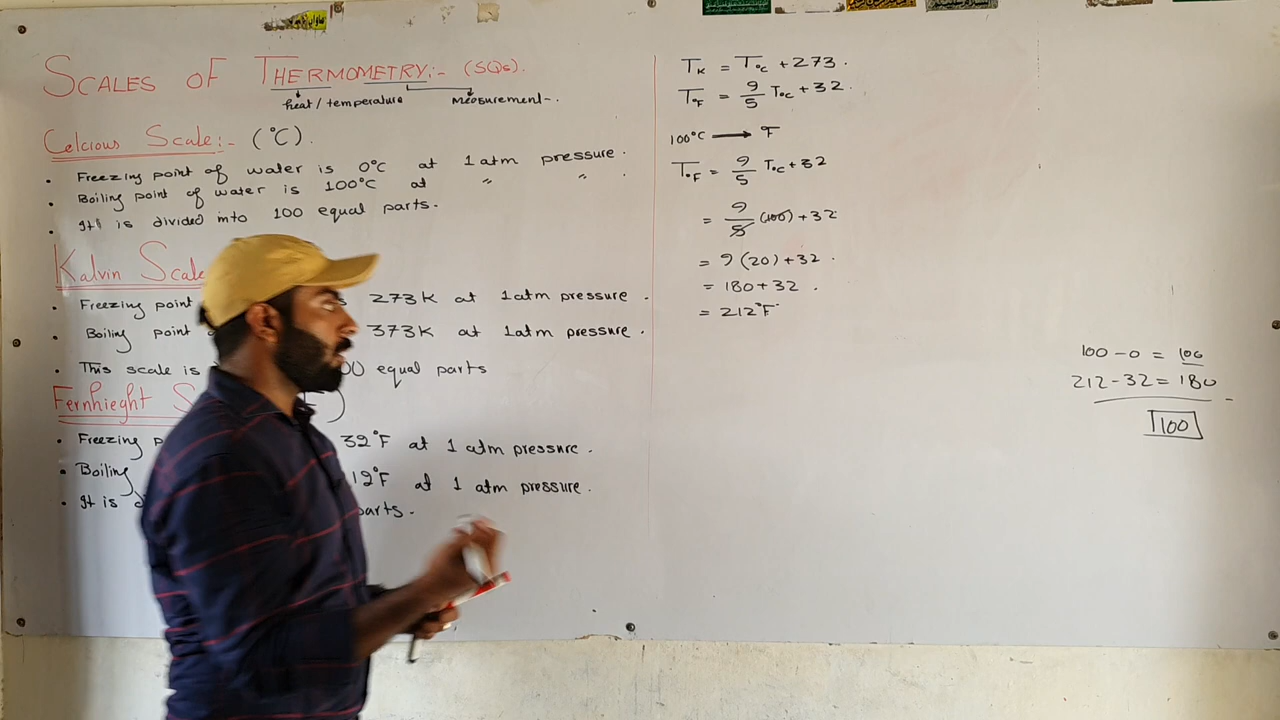 SCALES OF THERMOMETRY:- (SQs).
heat / temperature measurement-.
Celcious Scale:- (°C).
• Freezing point of water is 0°C at 1 atm pressure.
• Boiling point of water is 100°C at " " .
• It is divided into 100 equal parts.
Kalvin Scale
• Freezing point 273K at 1atm pressure.
• Boiling point 373K at 1atm pressure.
• This scale is 00 equal parts
Fernhieght S )
• Freezing P 32°F at 1 atm pressure.
• Boiling 12°F at 1 atm pressure.
• It is d parts.
T_K = T_°C + 273.
T_°F = 9/5 T_°C + 32.
100°C → °F
T_°F = 9/5 T_°C + 32
= 9/5 (100) + 32
= 9 (20) + 32.
= 180 + 32.
= 212°F
100 - 0 = 100
212 - 32 = 180
100